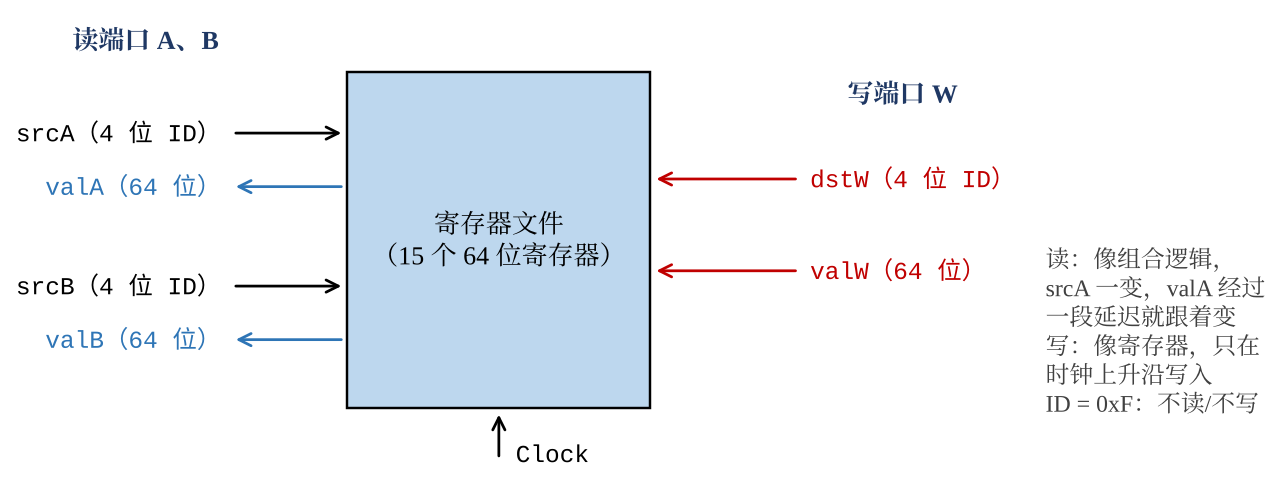 读端口 A、B
srcA（4 位 ID）
valA（64 位）
srcB（4 位 ID）
valB（64 位）
寄存器文件
（15 个 64 位寄存器）
Clock
写端口 W
dstW（4 位 ID）
valW（64 位）
读：像组合逻辑，
srcA 一变，valA 经过
一段延迟就跟着变
写：像寄存器，只在
时钟上升沿写入
ID = 0xF：不读/不写